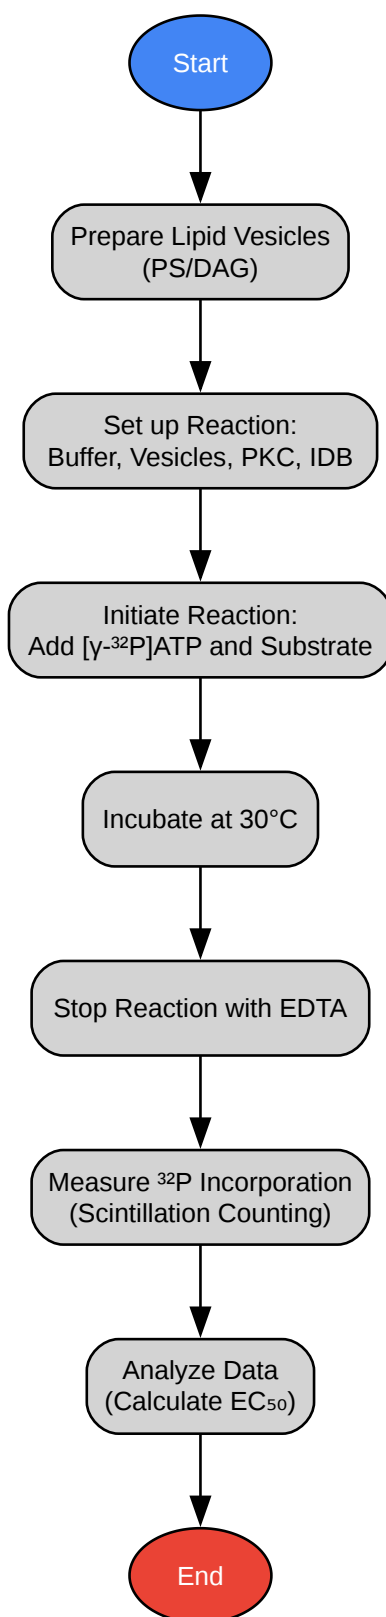 Start
Prepare Lipid Vesicles
(PS/DAG)
Set up Reaction:
Buffer, Vesicles, PKC, IDB
Initiate Reaction:
Add [γ-³²P]ATP and Substrate
Incubate at 30°C
Stop Reaction with EDTA
Measure ³²P Incorporation
(Scintillation Counting)
Analyze Data
(Calculate EC₅₀)
End